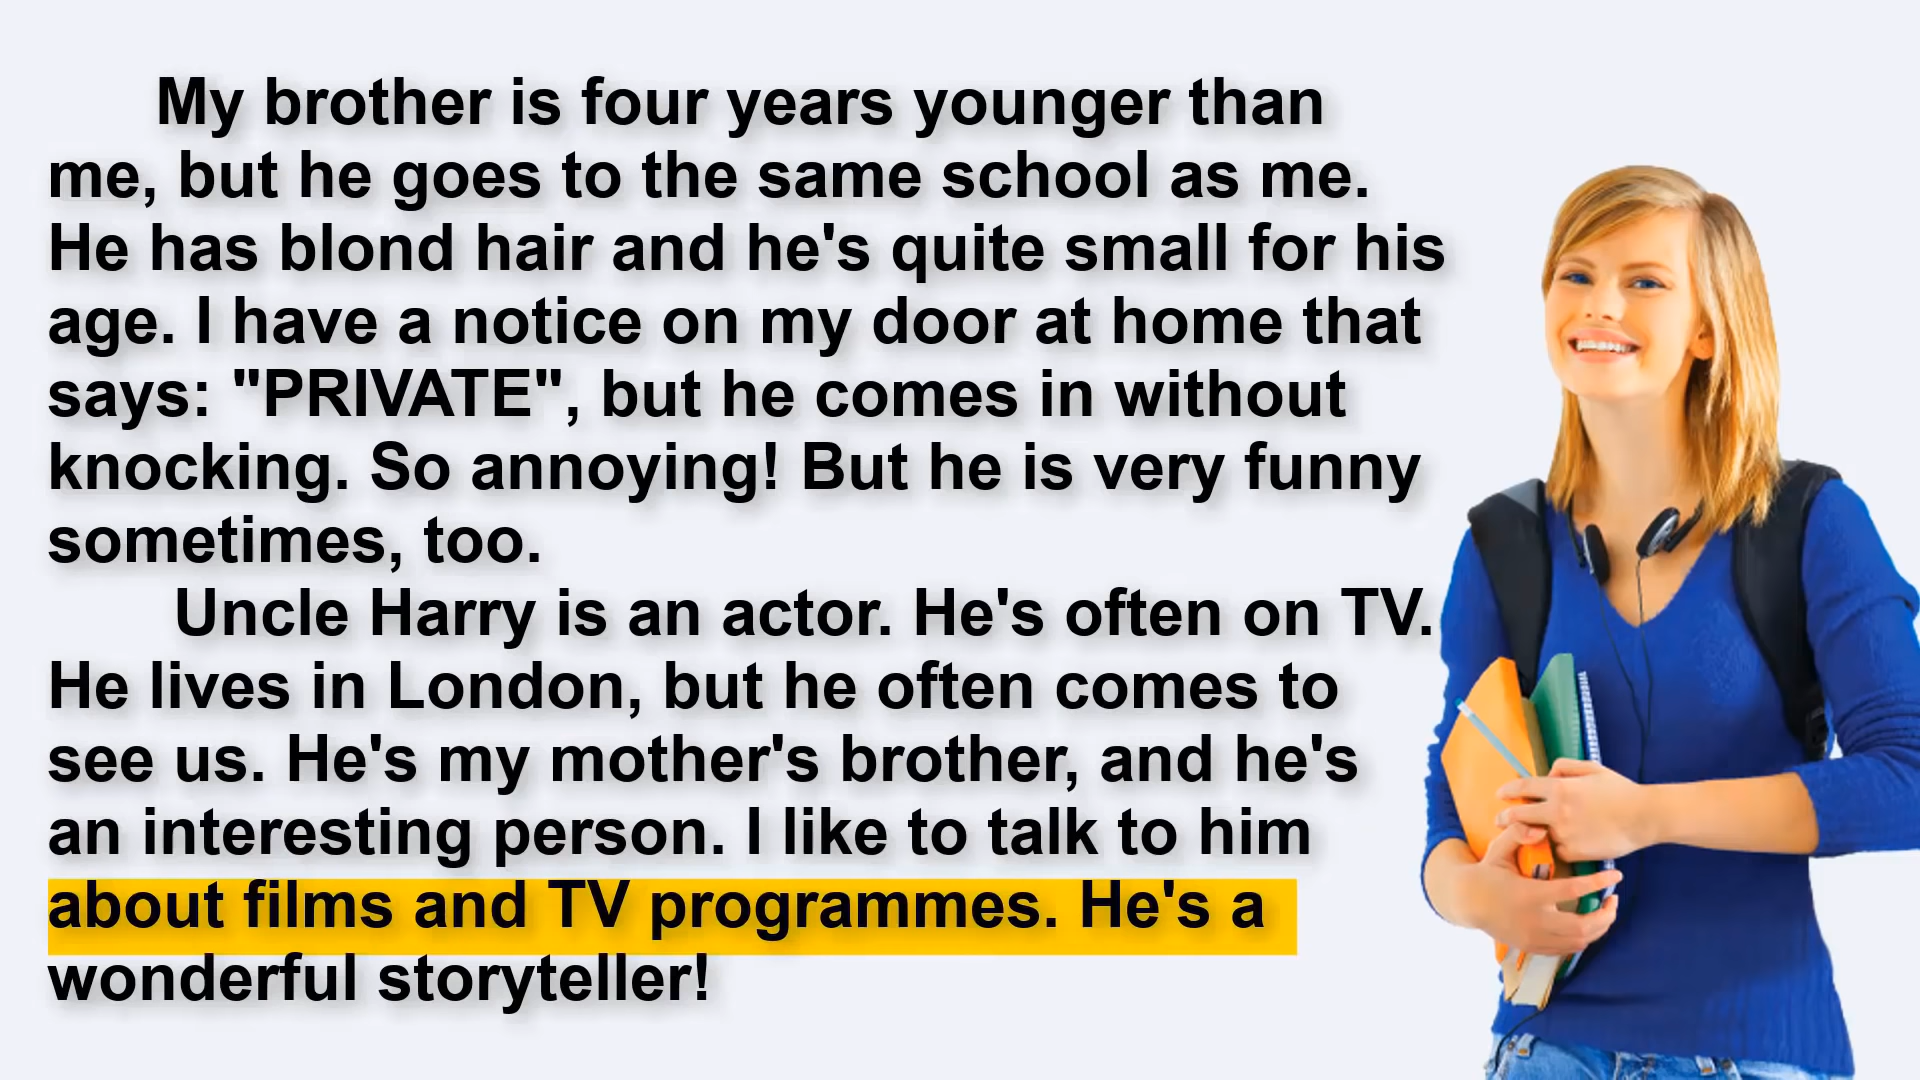 My brother is four years younger than
me, but he goes to the same school as me.
He has blond hair and he's quite small for his
age. I have a notice on my door at home that
says: "PRIVATE", but he comes in without
knocking. So annoying! But he is very funny
sometimes, too.
Uncle Harry is an actor. He's often on TV.
He lives in London, but he often comes to
see us. He's my mother's brother, and he's
an interesting person. I like to talk to him
about films and TV programmes. He's a
wonderful storyteller!